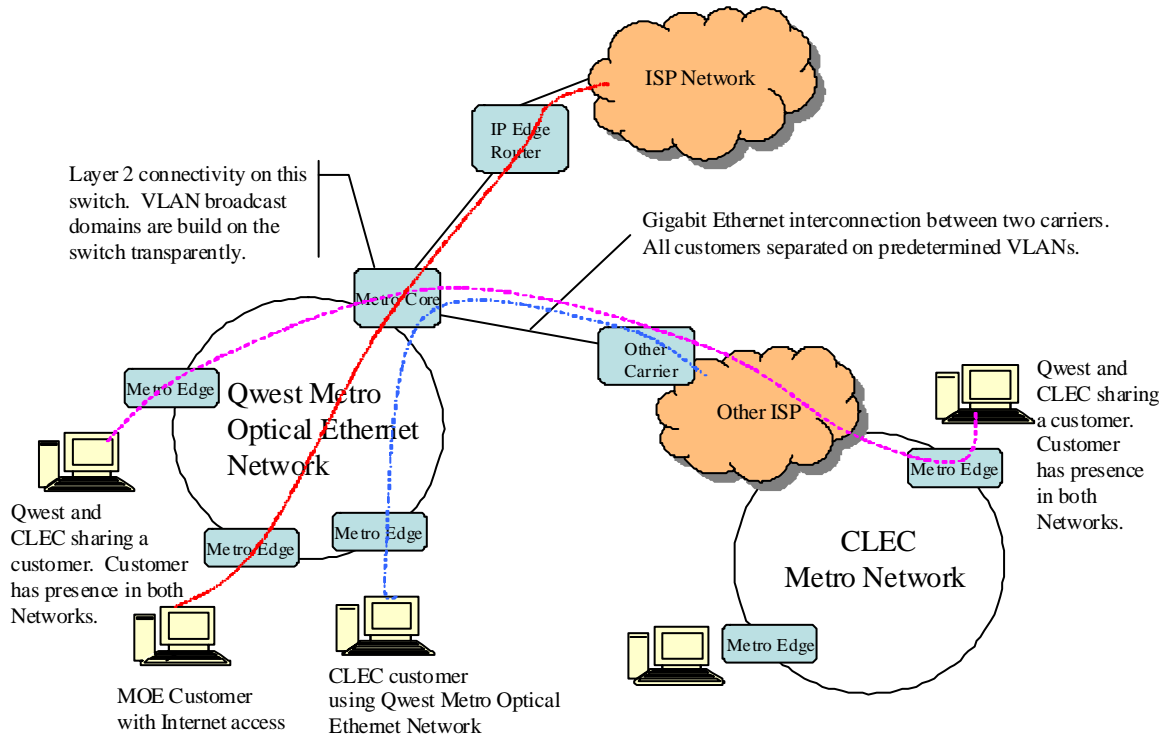 ISP Network
IP Edge
Router
Layer 2 connectivity on this
switch. VLAN broadcast
domains are build on the
switch transparently.
Gigabit Ethernet interconnection between two carriers.
All customers separated on predetermined VLANs.
Metro Core
Other
Carrier
Other ISP
Qwest and
CLEC sharing
a customer.
Customer
has presence
in both
Networks.
Metro Edge
Qwest Metro
Optical Ethernet
Network
Metro Edge
Qwest and
CLEC sharing a
customer. Customer
has presence in both
Networks.
Metro Edge
Metro Edge
CLEC
Metro Network
Metro Edge
MOE Customer
with Internet access
CLEC customer
using Qwest Metro Optical
Ethernet Network